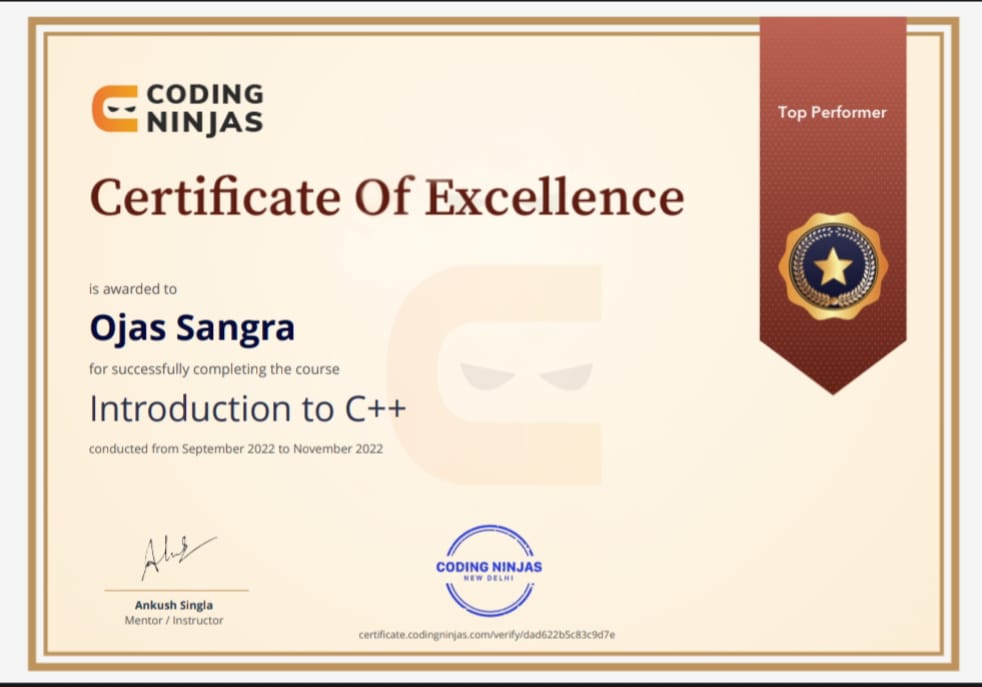 CODING
NINJAS
Top Performer
Certificate Of Excellence
is awarded to
Ojas Sangra
for successfully completing the course
Introduction to C++
conducted from September 2022 to November 2022
Ankush Singla
Mentor / Instructor
CODING NINJAS
NEW DELHI
certificate.codingninjas.com/verify/dad622b5c83c9d7e